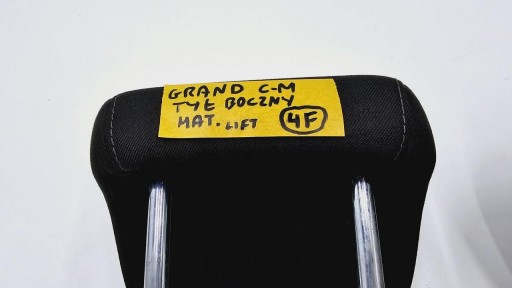 GRAND C-M
TYŁ BOCZNY
MAT. LIFT 4F